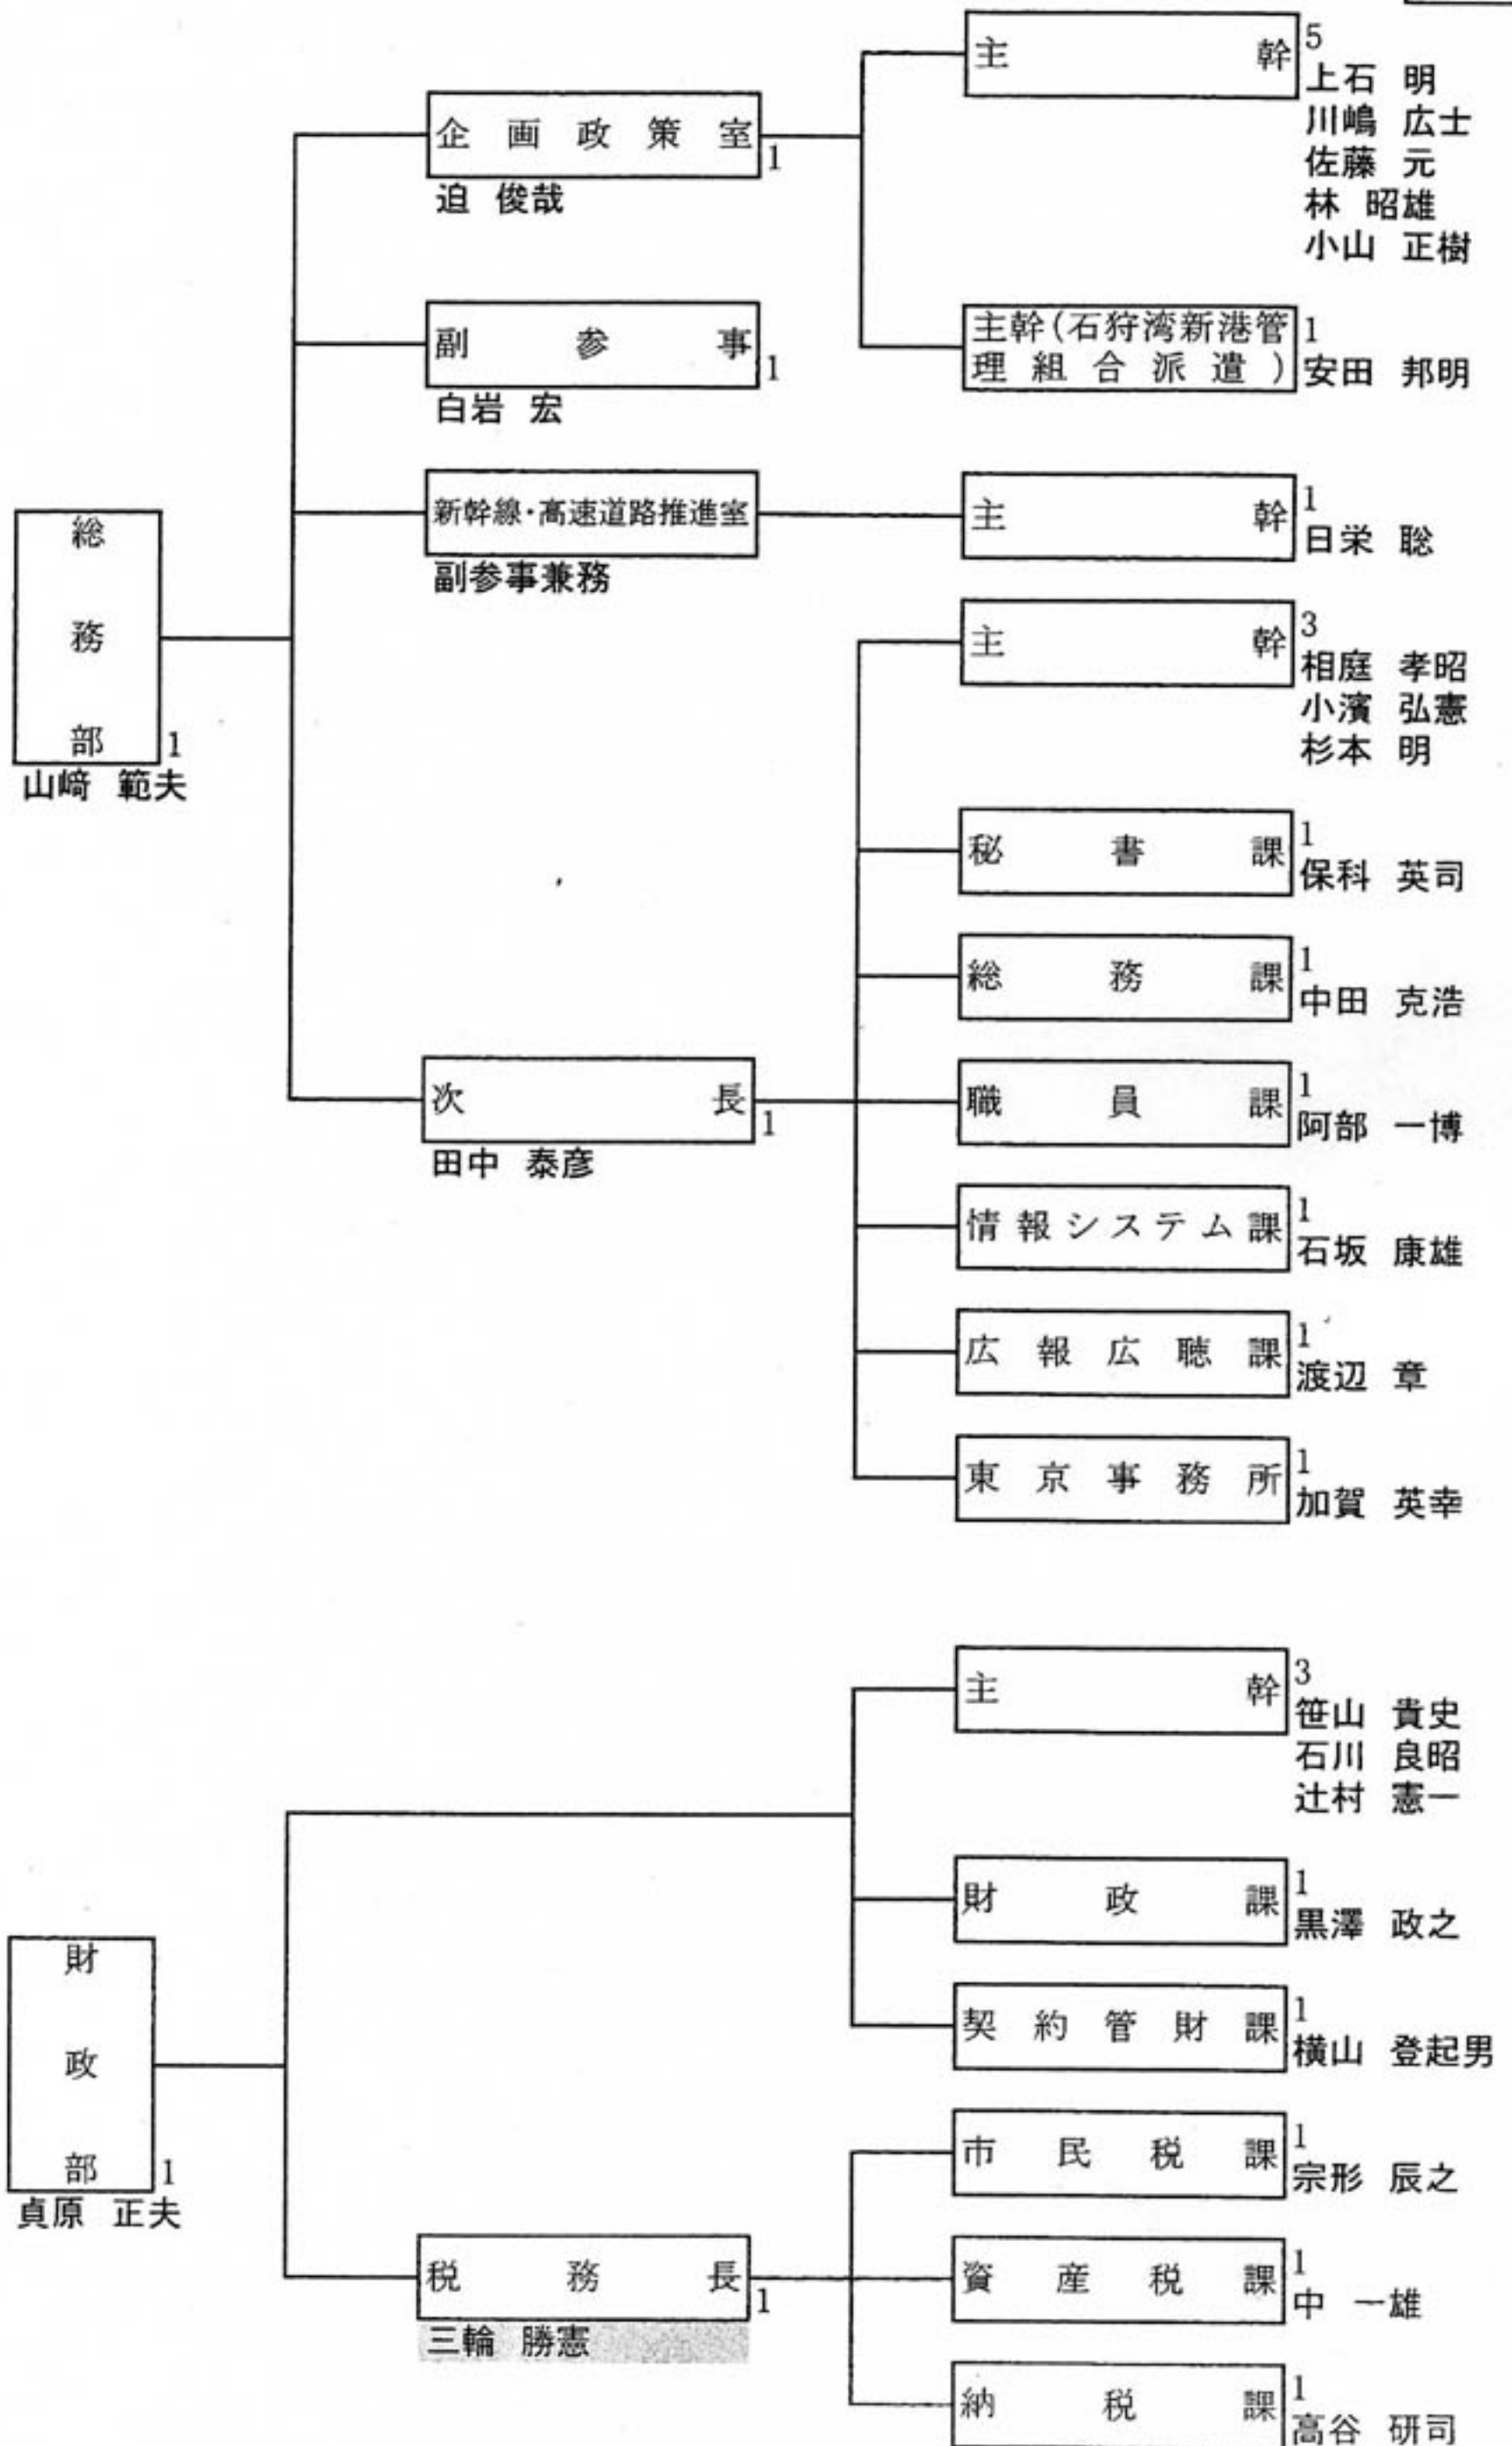 総務部 1
山﨑 範夫
企画政策室 1
迫 俊哉
主幹 5
上石 明
川嶋 広士
佐藤 元
林 昭雄
小山 正樹
主幹(石狩湾新港管
理組合派遣) 1
安田 邦明
副参事 1
白岩 宏
新幹線・高速道路推進室
副参事兼務
主幹 1
日栄 聡
次長 1
田中 泰彦
主幹 3
相庭 孝昭
小濱 弘憲
杉本 明
秘書課 1
保科 英司
総務課 1
中田 克浩
職員課 1
阿部 一博
情報システム課 1
石坂 康雄
広報広聴課 1
渡辺 章
東京事務所 1
加賀 英幸
財政部 1
貞原 正夫
主幹 3
笹山 貴史
石川 良昭
辻村 憲一
財政課 1
黒澤 政之
契約管財課 1
横山 登起男
税務長 1
三輪 勝憲
市民税課 1
宗形 辰之
資産税課 1
中 一雄
納税課 1
高谷 研司